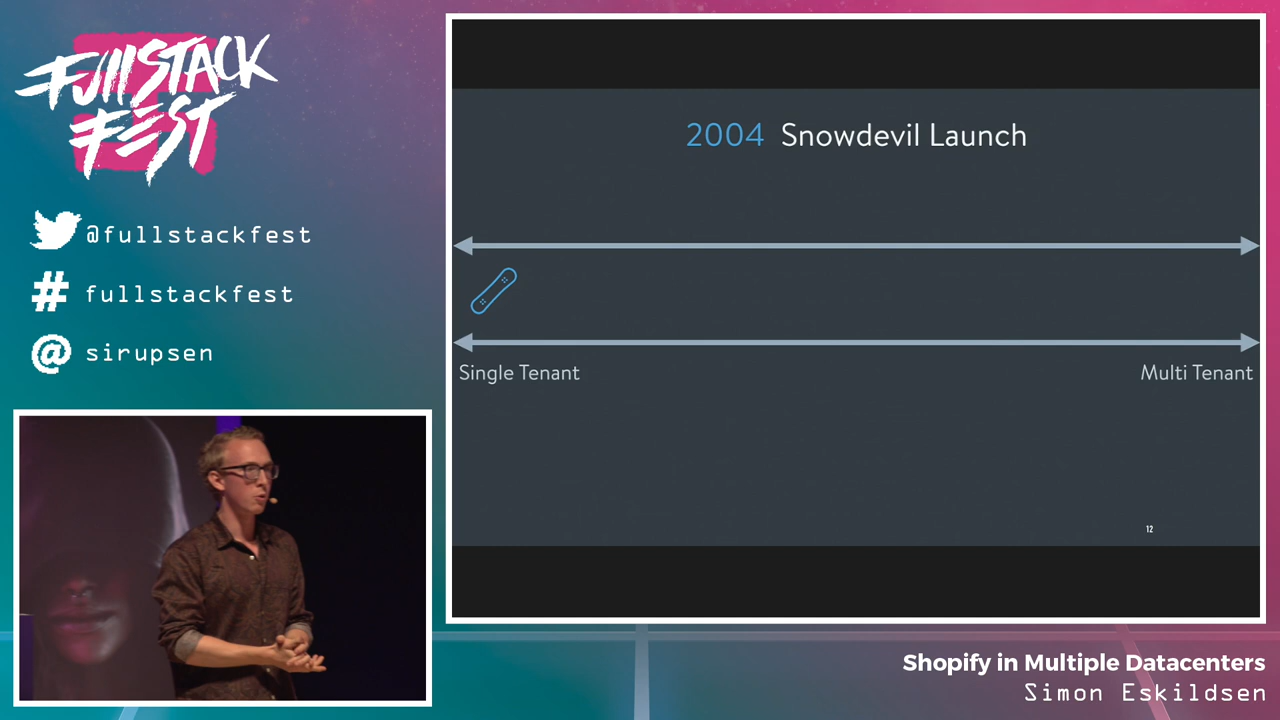 FullSTACK
FEST
@fullstackfest
# fullstackfest
@ sirupsen
2004 Snowdevil Launch
Single Tenant
Multi Tenant
12
Shopify in Multiple Datacenters
Simon Eskildsen